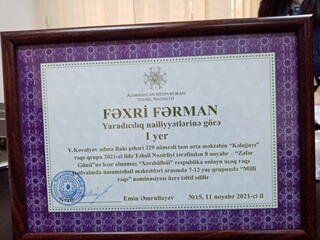 AZƏRBAYCAN RESPUBLİKASI
TƏHSİL NAZİRLİYİ
FƏXRİ FƏRMAN
Yaradıcılıq nailiyyətlərinə görə
I yer
Y.Kovalyov adına Bakı şəhəri 229 nömrəli tam orta məktəbin "Kəlağayı"
rəqs qrupu 2021-ci ildə Təhsil Nazirliyi tərəfindən 8 noyabr – "Zəfər
Günü"nə həsr olunmuş "Xarıbülbül" respublika onlayn uşaq rəqs
festivalında ümumtəhsil məktəbləri arasında 7-12 yaş qrupunda "Milli
rəqs" nominasiyası üzrə təltif edilir
Emin Əmrullayev
№15, 11 noyabr 2021-ci il